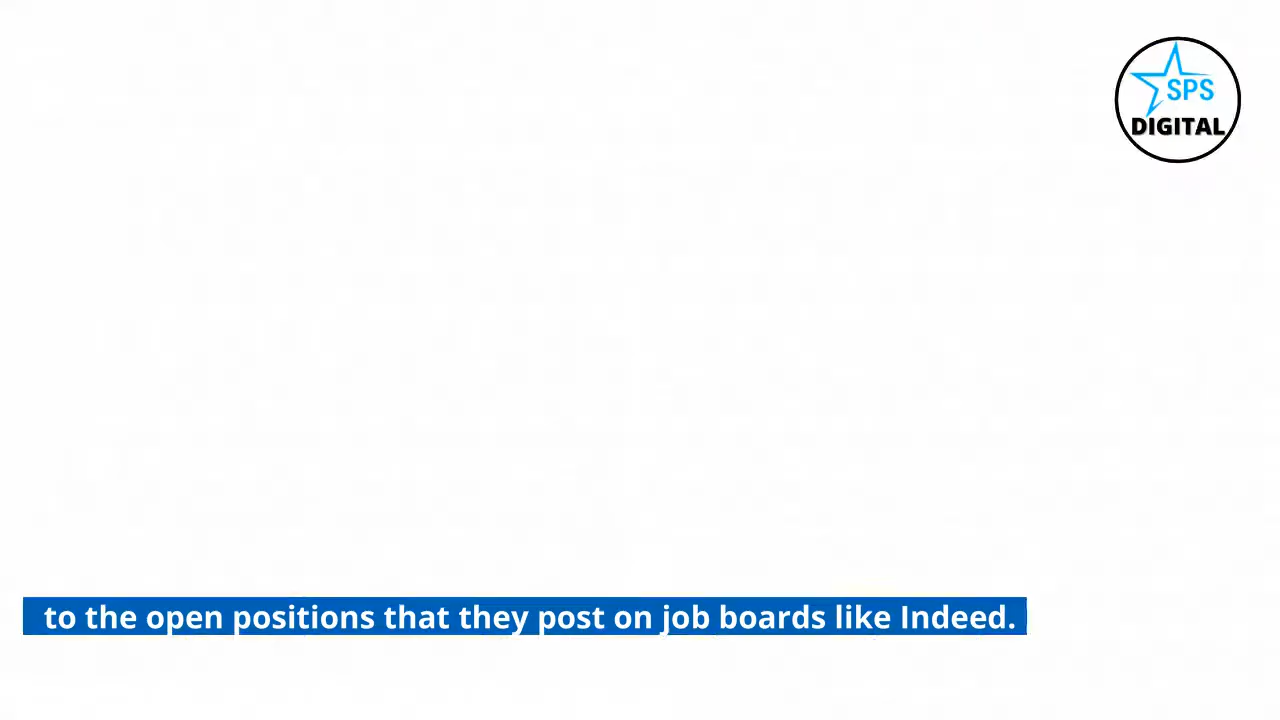 SPS
DIGITAL
to the open positions that they post on job boards like Indeed.